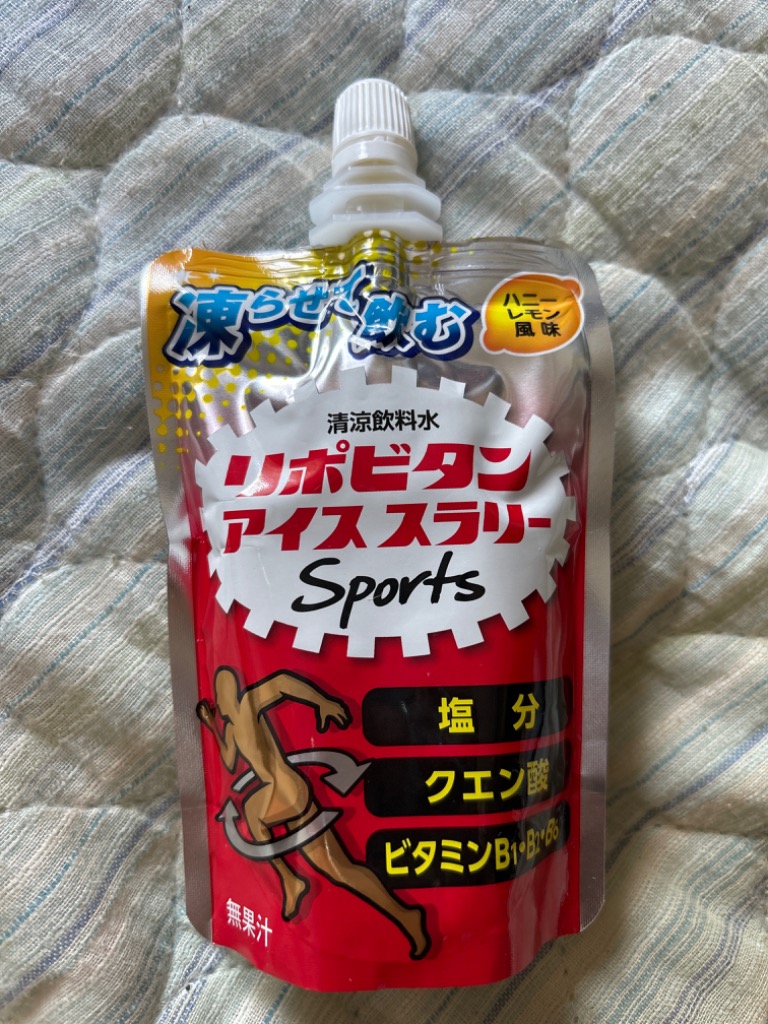 凍らせて飲む
ハニー
レモン
風味
清涼飲料水
リポビタン
アイススラリー
Sports
塩分
クエン酸
ビタミンB1・B2・B6
無果汁